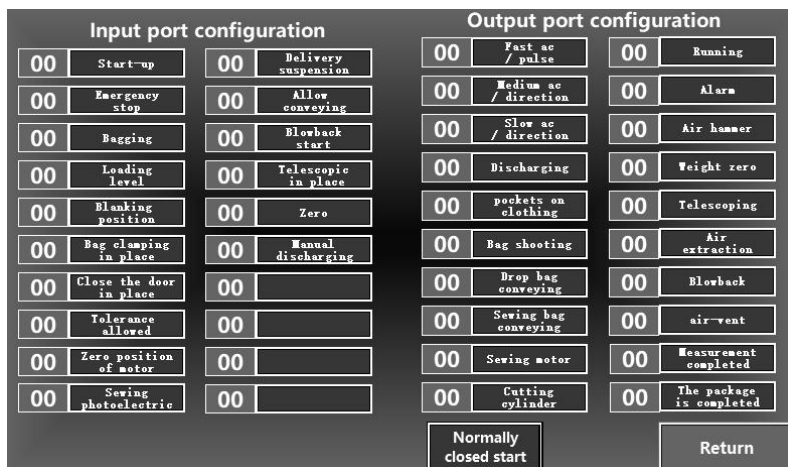 Input port configuration
Output port configuration
00 Start-up
00 Delivery
suspension
00 Fast ac
/ pulse
00 Running
00 Emergency
stop
00 Allow
conveying
00 Medium ac
/ direction
00 Alarm
00 Bagging
00 Blowback
start
00 Slow ac
/ direction
00 Air hammer
00 Loading
level
00 Telescopic
in place
00 Discharging
00 Weight zero
00 Blanking
position
00 Zero
00 pockets on
clothing
00 Telescoping
00 Bag clamping
in place
00 Manual
discharging
00 Bag shooting
00 Air
extraction
00 Close the door
in place
00
00 Drop bag
conveying
00 Blowback
00 Tolerance
allowed
00
00 Sewing bag
conveying
00 air-vent
00 Zero position
of motor
00
00 Sewing motor
00 Measurement
completed
00 Sewing
photoelectric
00
00 Cutting
cylinder
00 The package
is completed
Normally
closed start
Return